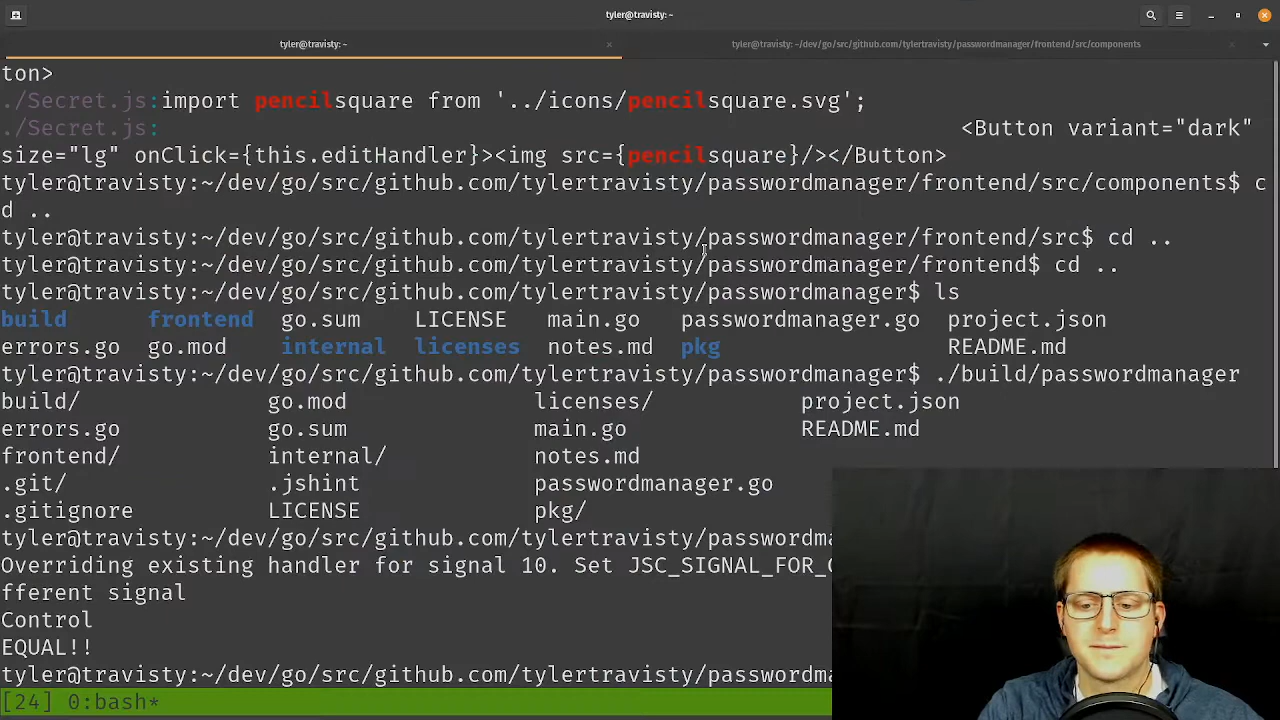 tyler@travisty: ~
tyler@travisty: ~
tyler@travisty: ~/dev/go/src/github.com/tylertravisty/passwordmanager/frontend/src/components
ton>
./Secret.js:import pencilsquare from '../icons/pencilsquare.svg';
./Secret.js:                                                            <Button variant="dark"
size="lg" onClick={this.editHandler}><img src={pencilsquare}/></Button>
tyler@travisty:~/dev/go/src/github.com/tylertravisty/passwordmanager/frontend/src/components$ c
d ..
tyler@travisty:~/dev/go/src/github.com/tylertravisty/passwordmanager/frontend/src$ cd ..
tyler@travisty:~/dev/go/src/github.com/tylertravisty/passwordmanager/frontend$ cd ..
tyler@travisty:~/dev/go/src/github.com/tylertravisty/passwordmanager$ ls
build      frontend  go.sum    LICENSE   main.go   passwordmanager.go  project.json
errors.go  go.mod    internal  licenses  notes.md  pkg                 README.md
tyler@travisty:~/dev/go/src/github.com/tylertravisty/passwordmanager$ ./build/passwordmanager
build/              go.mod              licenses/           project.json
errors.go           go.sum              main.go             README.md
frontend/           internal/           notes.md
.git/               .jshint             passwordmanager.go
.gitignore          LICENSE             pkg/
tyler@travisty:~/dev/go/src/github.com/tylertravisty/passwordma
Overriding existing handler for signal 10. Set JSC_SIGNAL_FOR_
fferent signal
Control
EQUAL!!
tyler@travisty:~/dev/go/src/github.com/tylertravisty/passwordma
[24] 0:bash*